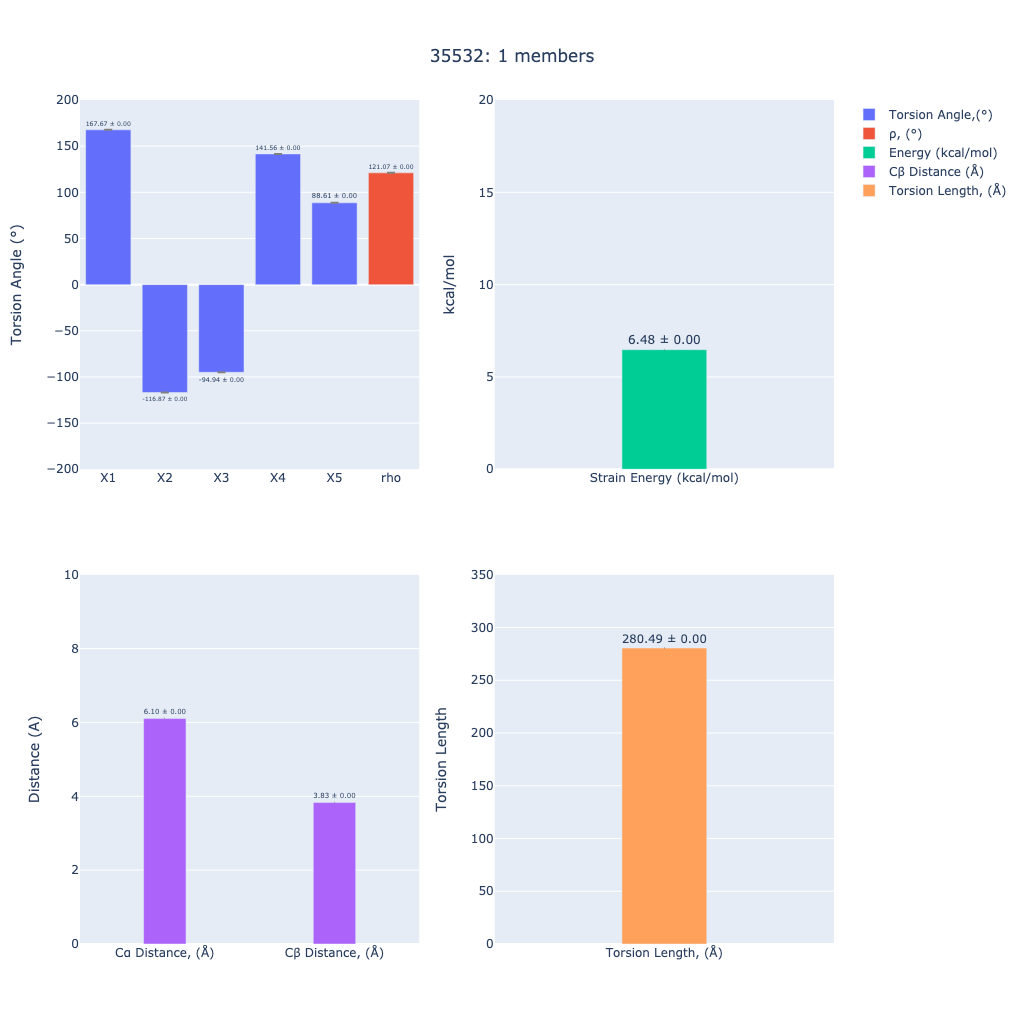 35532: 1 members
Torsion Angle (°)
200
150
100
50
0
−50
−100
−150
−200
167.67 ± 0.00
-116.87 ± 0.00
-94.94 ± 0.00
141.56 ± 0.00
88.61 ± 0.00
121.07 ± 0.00
X1
X2
X3
X4
X5
rho
kcal/mol
20
15
10
5
0
6.48 ± 0.00
Strain Energy (kcal/mol)
Torsion Angle,(°)
ρ, (°)
Energy (kcal/mol)
Cβ Distance (Å)
Torsion Length, (Å)
Distance (A)
10
8
6
4
2
0
6.10 ± 0.00
3.83 ± 0.00
Cα Distance, (Å)
Cβ Distance, (Å)
Torsion Length
350
300
250
200
150
100
50
0
280.49 ± 0.00
Torsion Length, (Å)